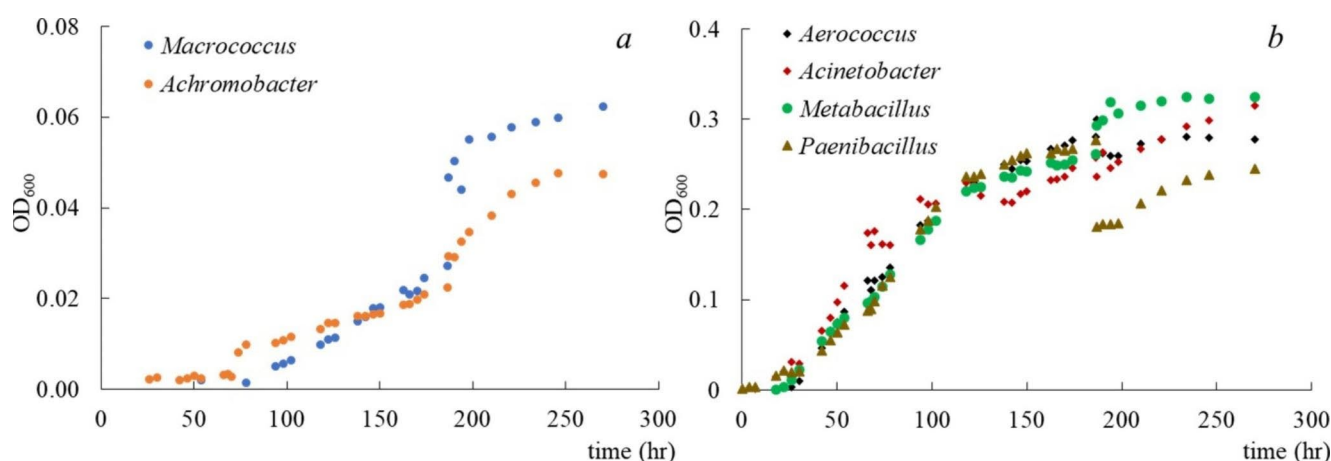 a
0.08
Macrococcus
Achromobacter
0.06
0.04
0.02
0.00
OD600
0
50
100
150
200
250
300
time (hr)
b
0.4
Aerococcus
Acinetobacter
Metabacillus
Paenibacillus
0.3
0.2
0.1
0
OD600
0
50
100
150
200
250
300
time (hr)